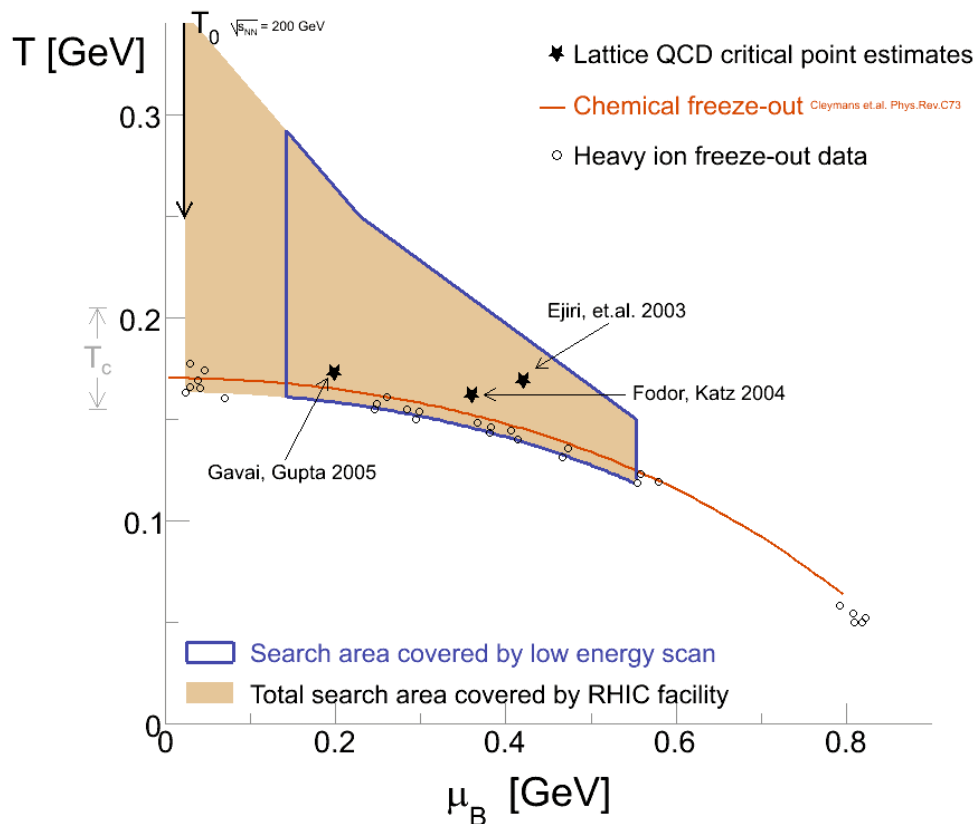 T₀ √sNN = 200 GeV
T [GeV]
Lattice QCD critical point estimates
Chemical freeze-out Cleymans et.al. Phys.Rev.C73
0.3
Heavy ion freeze-out data
Ejiri, et.al. 2003
0.2
Tc
Fodor, Katz 2004
Gavai, Gupta 2005
0.1
Search area covered by low energy scan
Total search area covered by RHIC facility
0
0 0.2 0.4 0.6 0.8
μB [GeV]